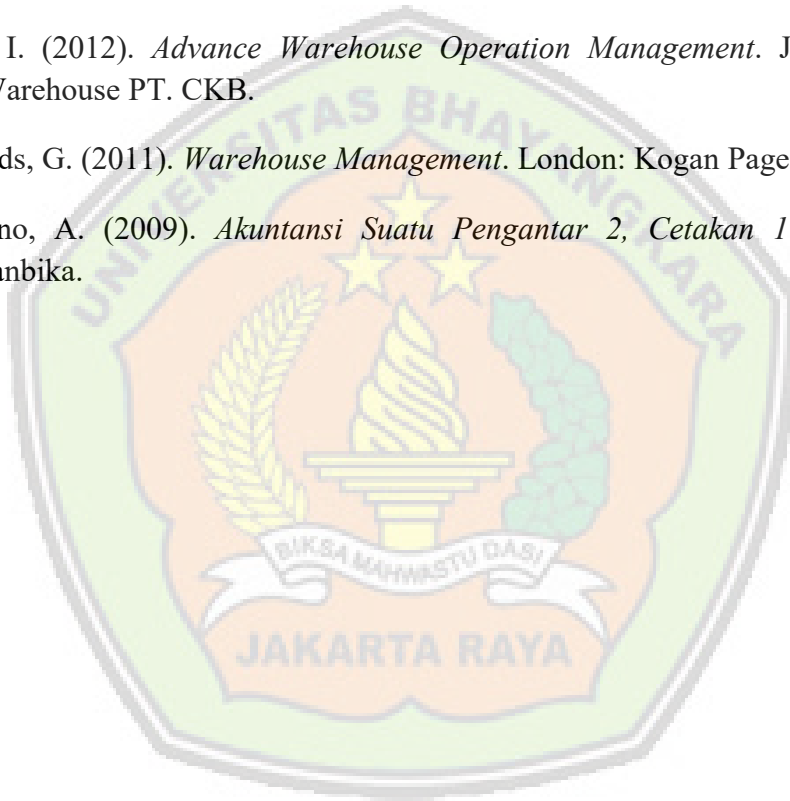 I. (2012). Advance Warehouse Operation Management. J
Warehouse PT. CKB.
ds, G. (2011). Warehouse Management. London: Kogan Page
no, A. (2009). Akuntansi Suatu Pengantar 2, Cetakan 1
anbika.
UNIVERSITAS BHAYANGKARA
BIKSA MAHWASTU DASI
JAKARTA RAYA